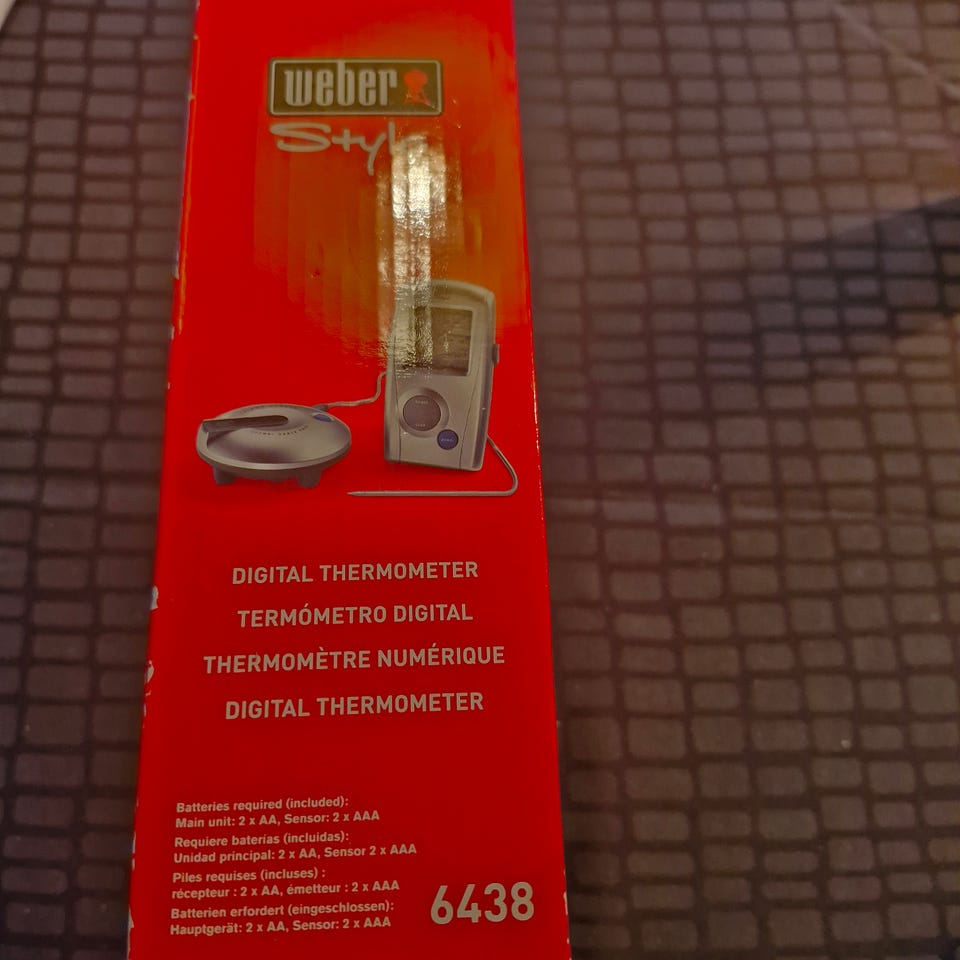 weber
Style
DIGITAL THERMOMETER
TERMÓMETRO DIGITAL
THERMOMÈTRE NUMÉRIQUE
DIGITAL THERMOMETER
Batteries required (included):
Main unit: 2 x AA, Sensor: 2 x AAA
Requiere baterías (incluidas):
Unidad principal: 2 x AA, Sensor 2 x AAA
Piles requises (incluses) :
récepteur : 2 x AA, émetteur : 2 x AAA
Batterien erfordert (eingeschlossen):
Hauptgerät: 2 x AA, Sensor: 2 x AAA
6438